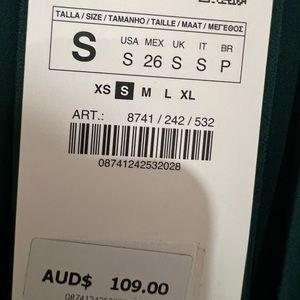 TALLA / SIZE / TAMANHO / TAILLE / MAAT / ΜΕΓΕΘΟΣ
S
USA MEX UK IT BR
S 26 S S P
XS S M L XL
ART.: 8741 / 242 / 532
08741242532028
AUD$ 109.00